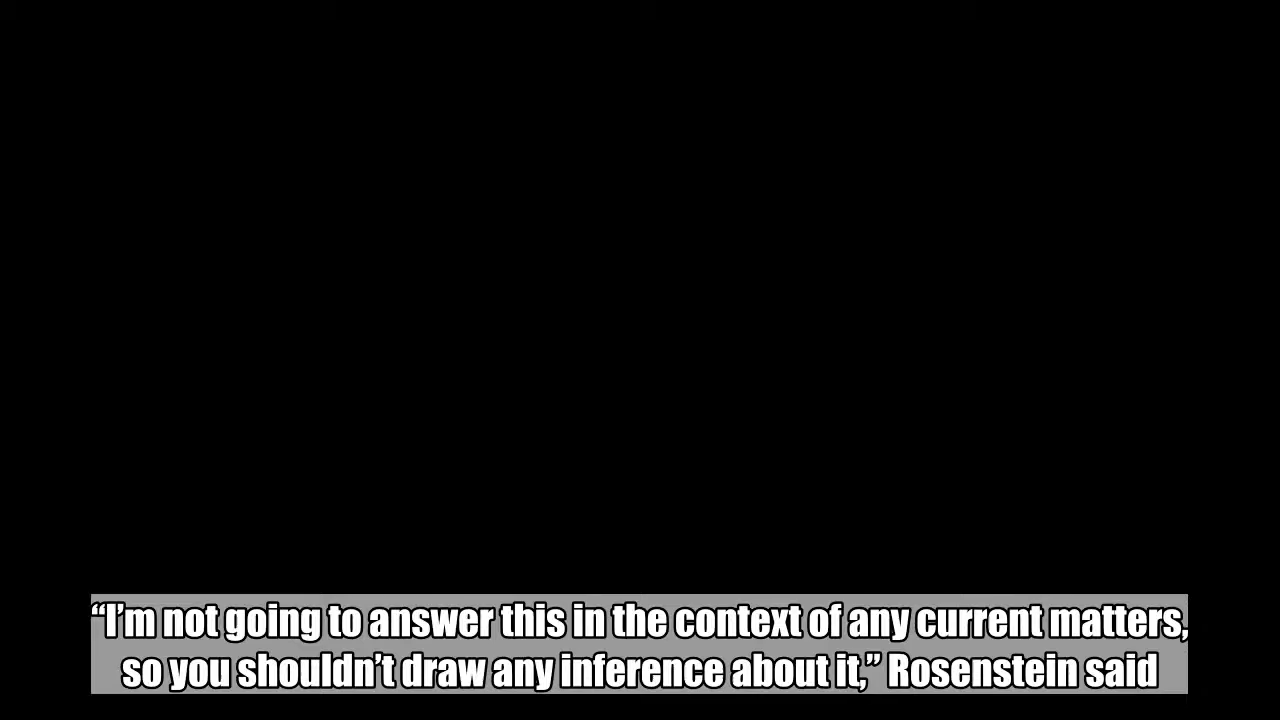 “I’m not going to answer this in the context of any current matters,
so you shouldn’t draw any inference about it,” Rosenstein said